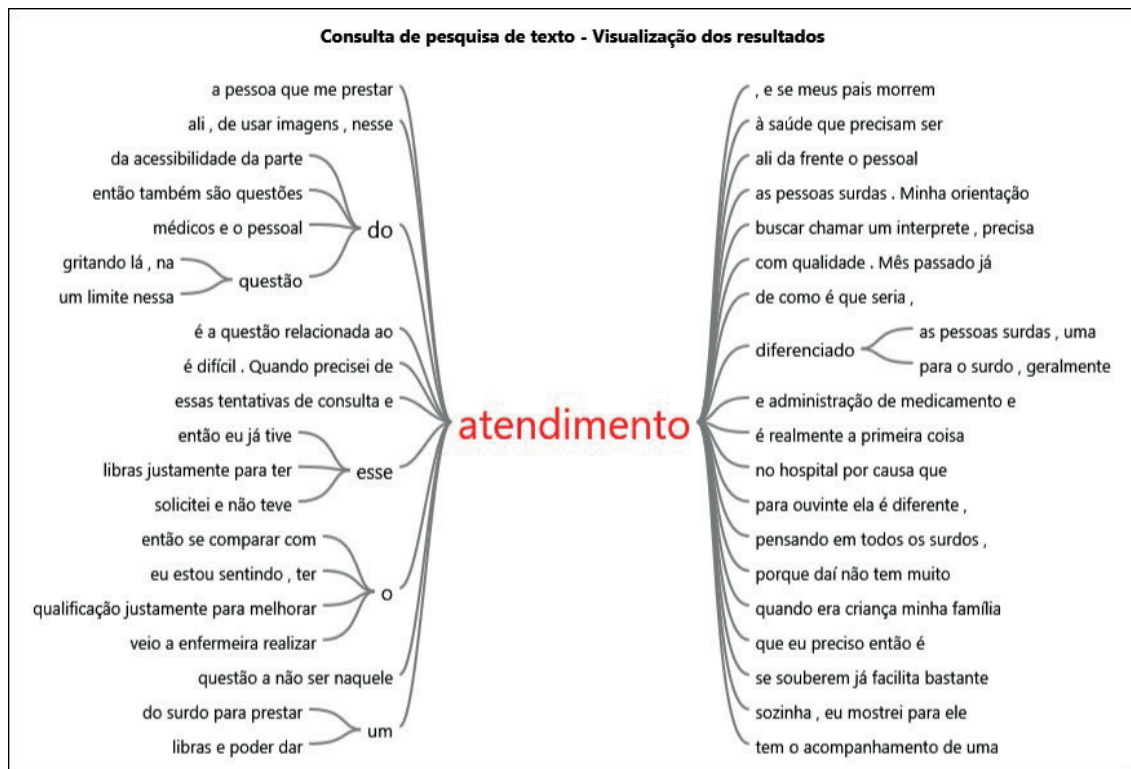 Consulta de pesquisa de texto - Visualização dos resultados
a pessoa que me prestar
ali , de usar imagens , nesse
da acessibilidade da parte
então também são questões
médicos e o pessoal
do
gritando lá , na
questão
um limite nessa
é a questão relacionada ao
é difícil . Quando precisei de
essas tentativas de consulta e
então eu já tive
libras justamente para ter
esse
solicitei e não teve
então se comparar com
eu estou sentindo , ter
o
qualificação justamente para melhorar
veio a enfermeira realizar
questão a não ser naquele
do surdo para prestar
um
libras e poder dar
atendimento
, e se meus pais morrem
à saúde que precisam ser
ali da frente o pessoal
as pessoas surdas . Minha orientação
buscar chamar um interprete , precisa
com qualidade . Mês passado já
de como é que seria ,
diferenciado
as pessoas surdas , uma
para o surdo , geralmente
e administração de medicamento e
é realmente a primeira coisa
no hospital por causa que
para ouvinte ela é diferente ,
pensando em todos os surdos ,
porque daí não tem muito
quando era criança minha família
que eu preciso então é
se souberem já facilita bastante
sozinha , eu mostrei para ele
tem o acompanhamento de uma